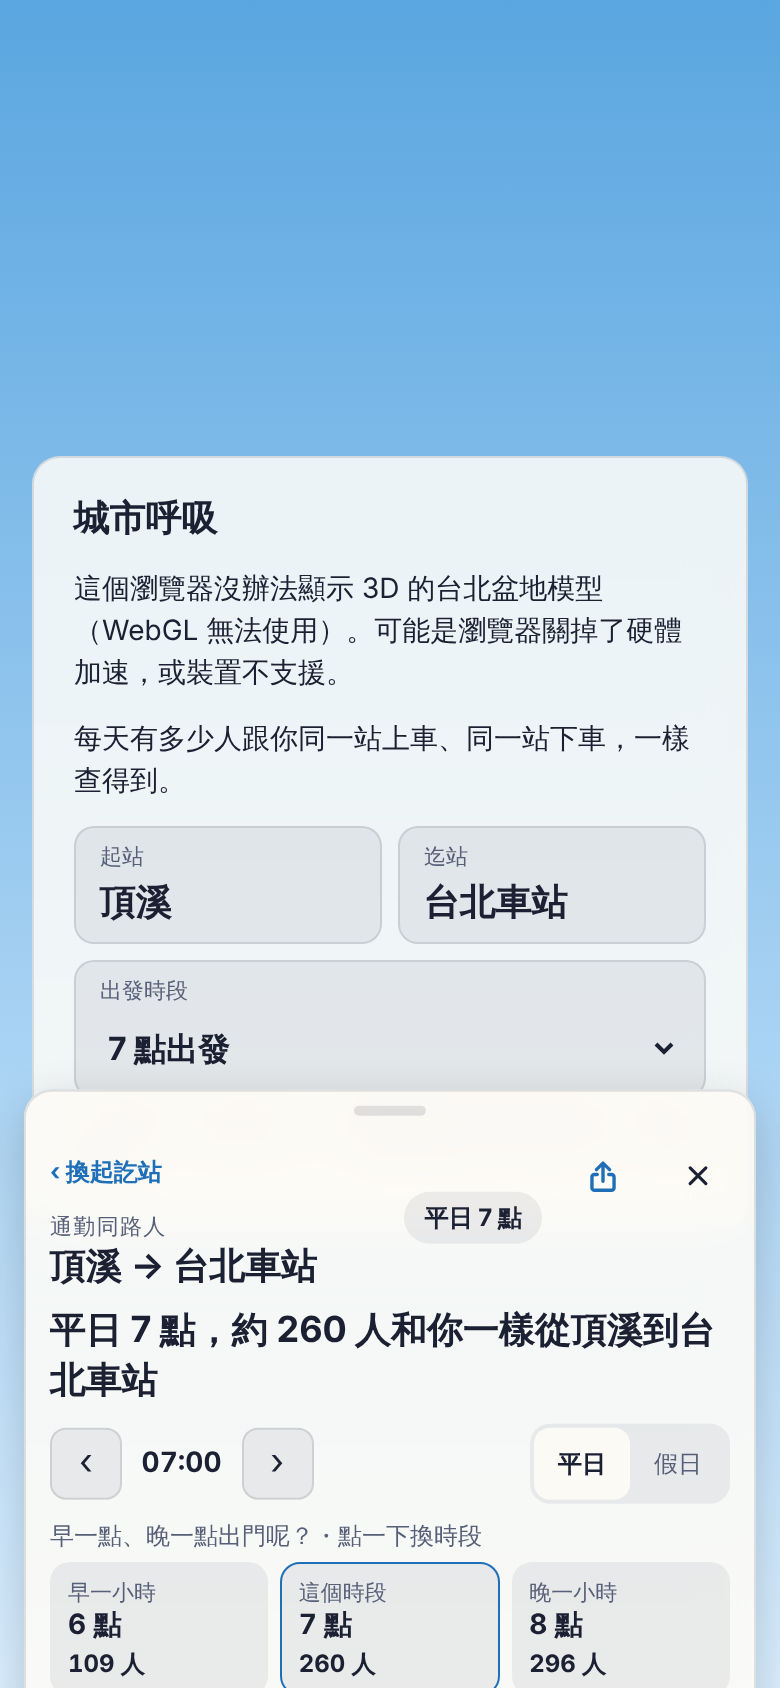 城市呼吸
這個瀏覽器沒辦法顯示 3D 的台北盆地模型
（WebGL 無法使用）。可能是瀏覽器關掉了硬體
加速，或裝置不支援。
每天有多少人跟你同一站上車、同一站下車，一樣
查得到。
起站
頂溪
迄站
台北車站
出發時段
7 點出發
‹ 換起訖站
平日 7 點
通勤同路人
頂溪 → 台北車站
平日 7 點，約 260 人和你一樣從頂溪到台
北車站
‹ 07:00 ›
平日 假日
早一點、晚一點出門呢？・點一下換時段
早一小時
6 點
109 人
這個時段
7 點
260 人
晚一小時
8 點
296 人